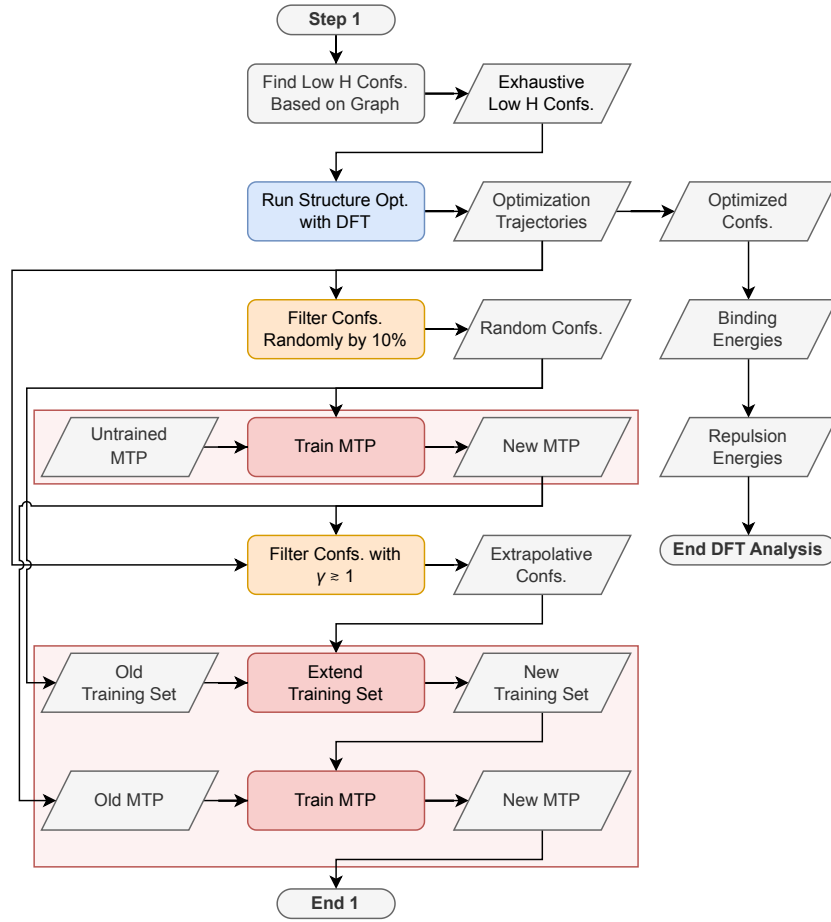 Step 1
Find Low H Confs.
Based on Graph
Exhaustive
Low H Confs.
Run Structure Opt.
with DFT
Optimization
Trajectories
Optimized
Confs.
Filter Confs.
Randomly by 10%
Random Confs.
Binding
Energies
Untrained
MTP
Train MTP
New MTP
Repulsion
Energies
Filter Confs. with
γ ≳ 1
Extrapolative
Confs.
End DFT Analysis
Old
Training Set
Extend
Training Set
New
Training Set
Old MTP
Train MTP
New MTP
End 1